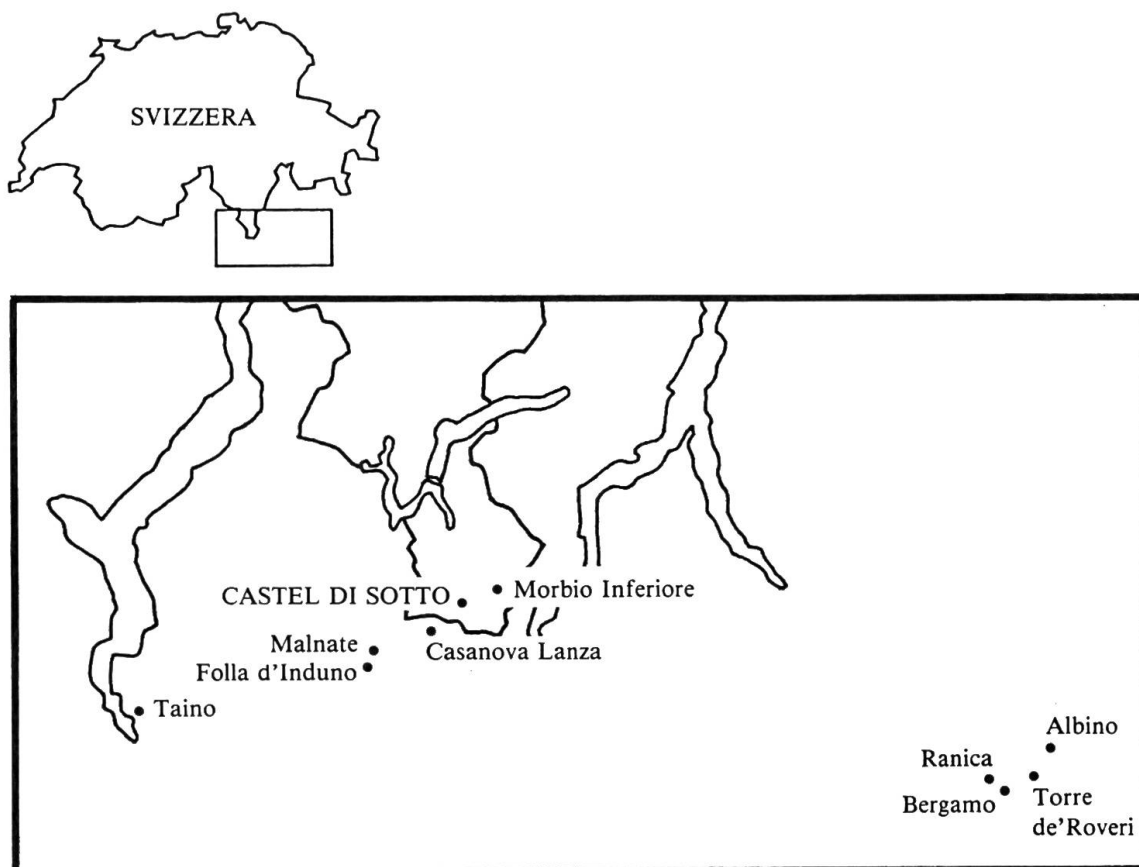 SVIZZERA
CASTEL DI SOTTO
Morbio Inferiore
Malnate
Casanova Lanza
Folla d'Induno
Taino
Albino
Ranica
Bergamo
Torre
de'Roveri